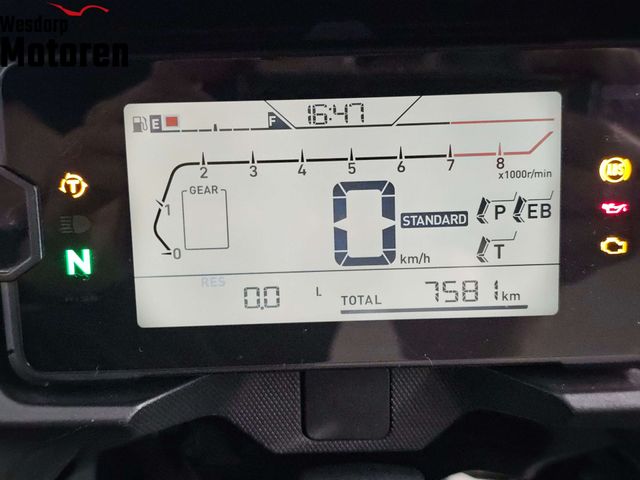 Wesdorp
Motoren
E F 16:47
2 3 4 5 6 7 8
x1000r/min
1
0
GEAR
T
ABS
N
0 km/h
STANDARD
P EB
T
RES
0.0 L TOTAL 7581 km